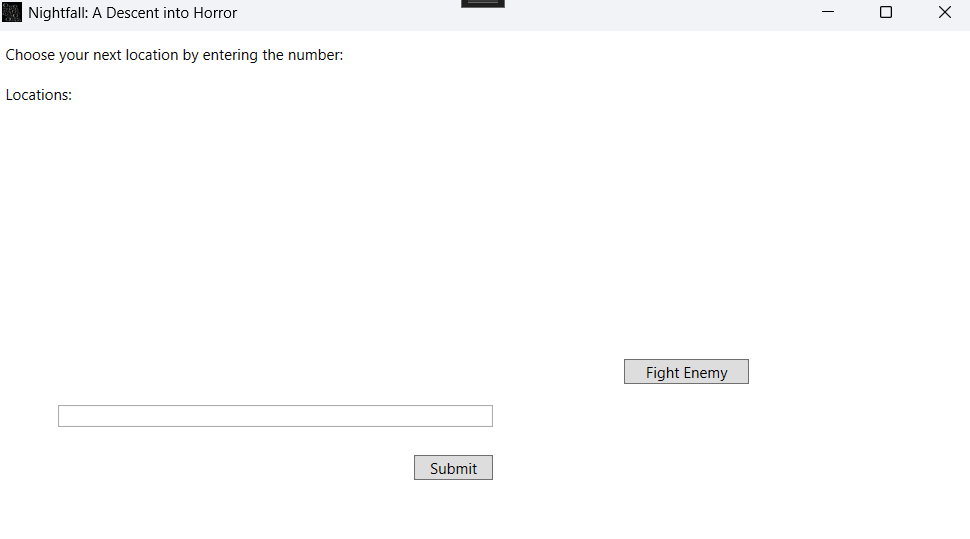 Nightfall: A Descent into Horror
Choose your next location by entering the number:
Locations:
Fight Enemy
Submit